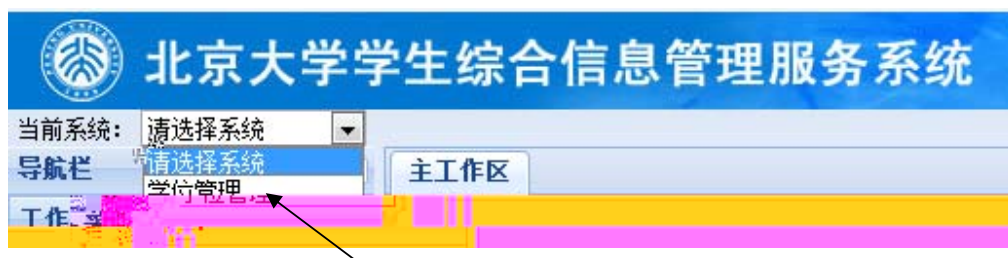 北京大学学生综合信息管理服务系统
当前系统： 请选择系统
导航栏 请选择系统 主工作区
学位管理
工作